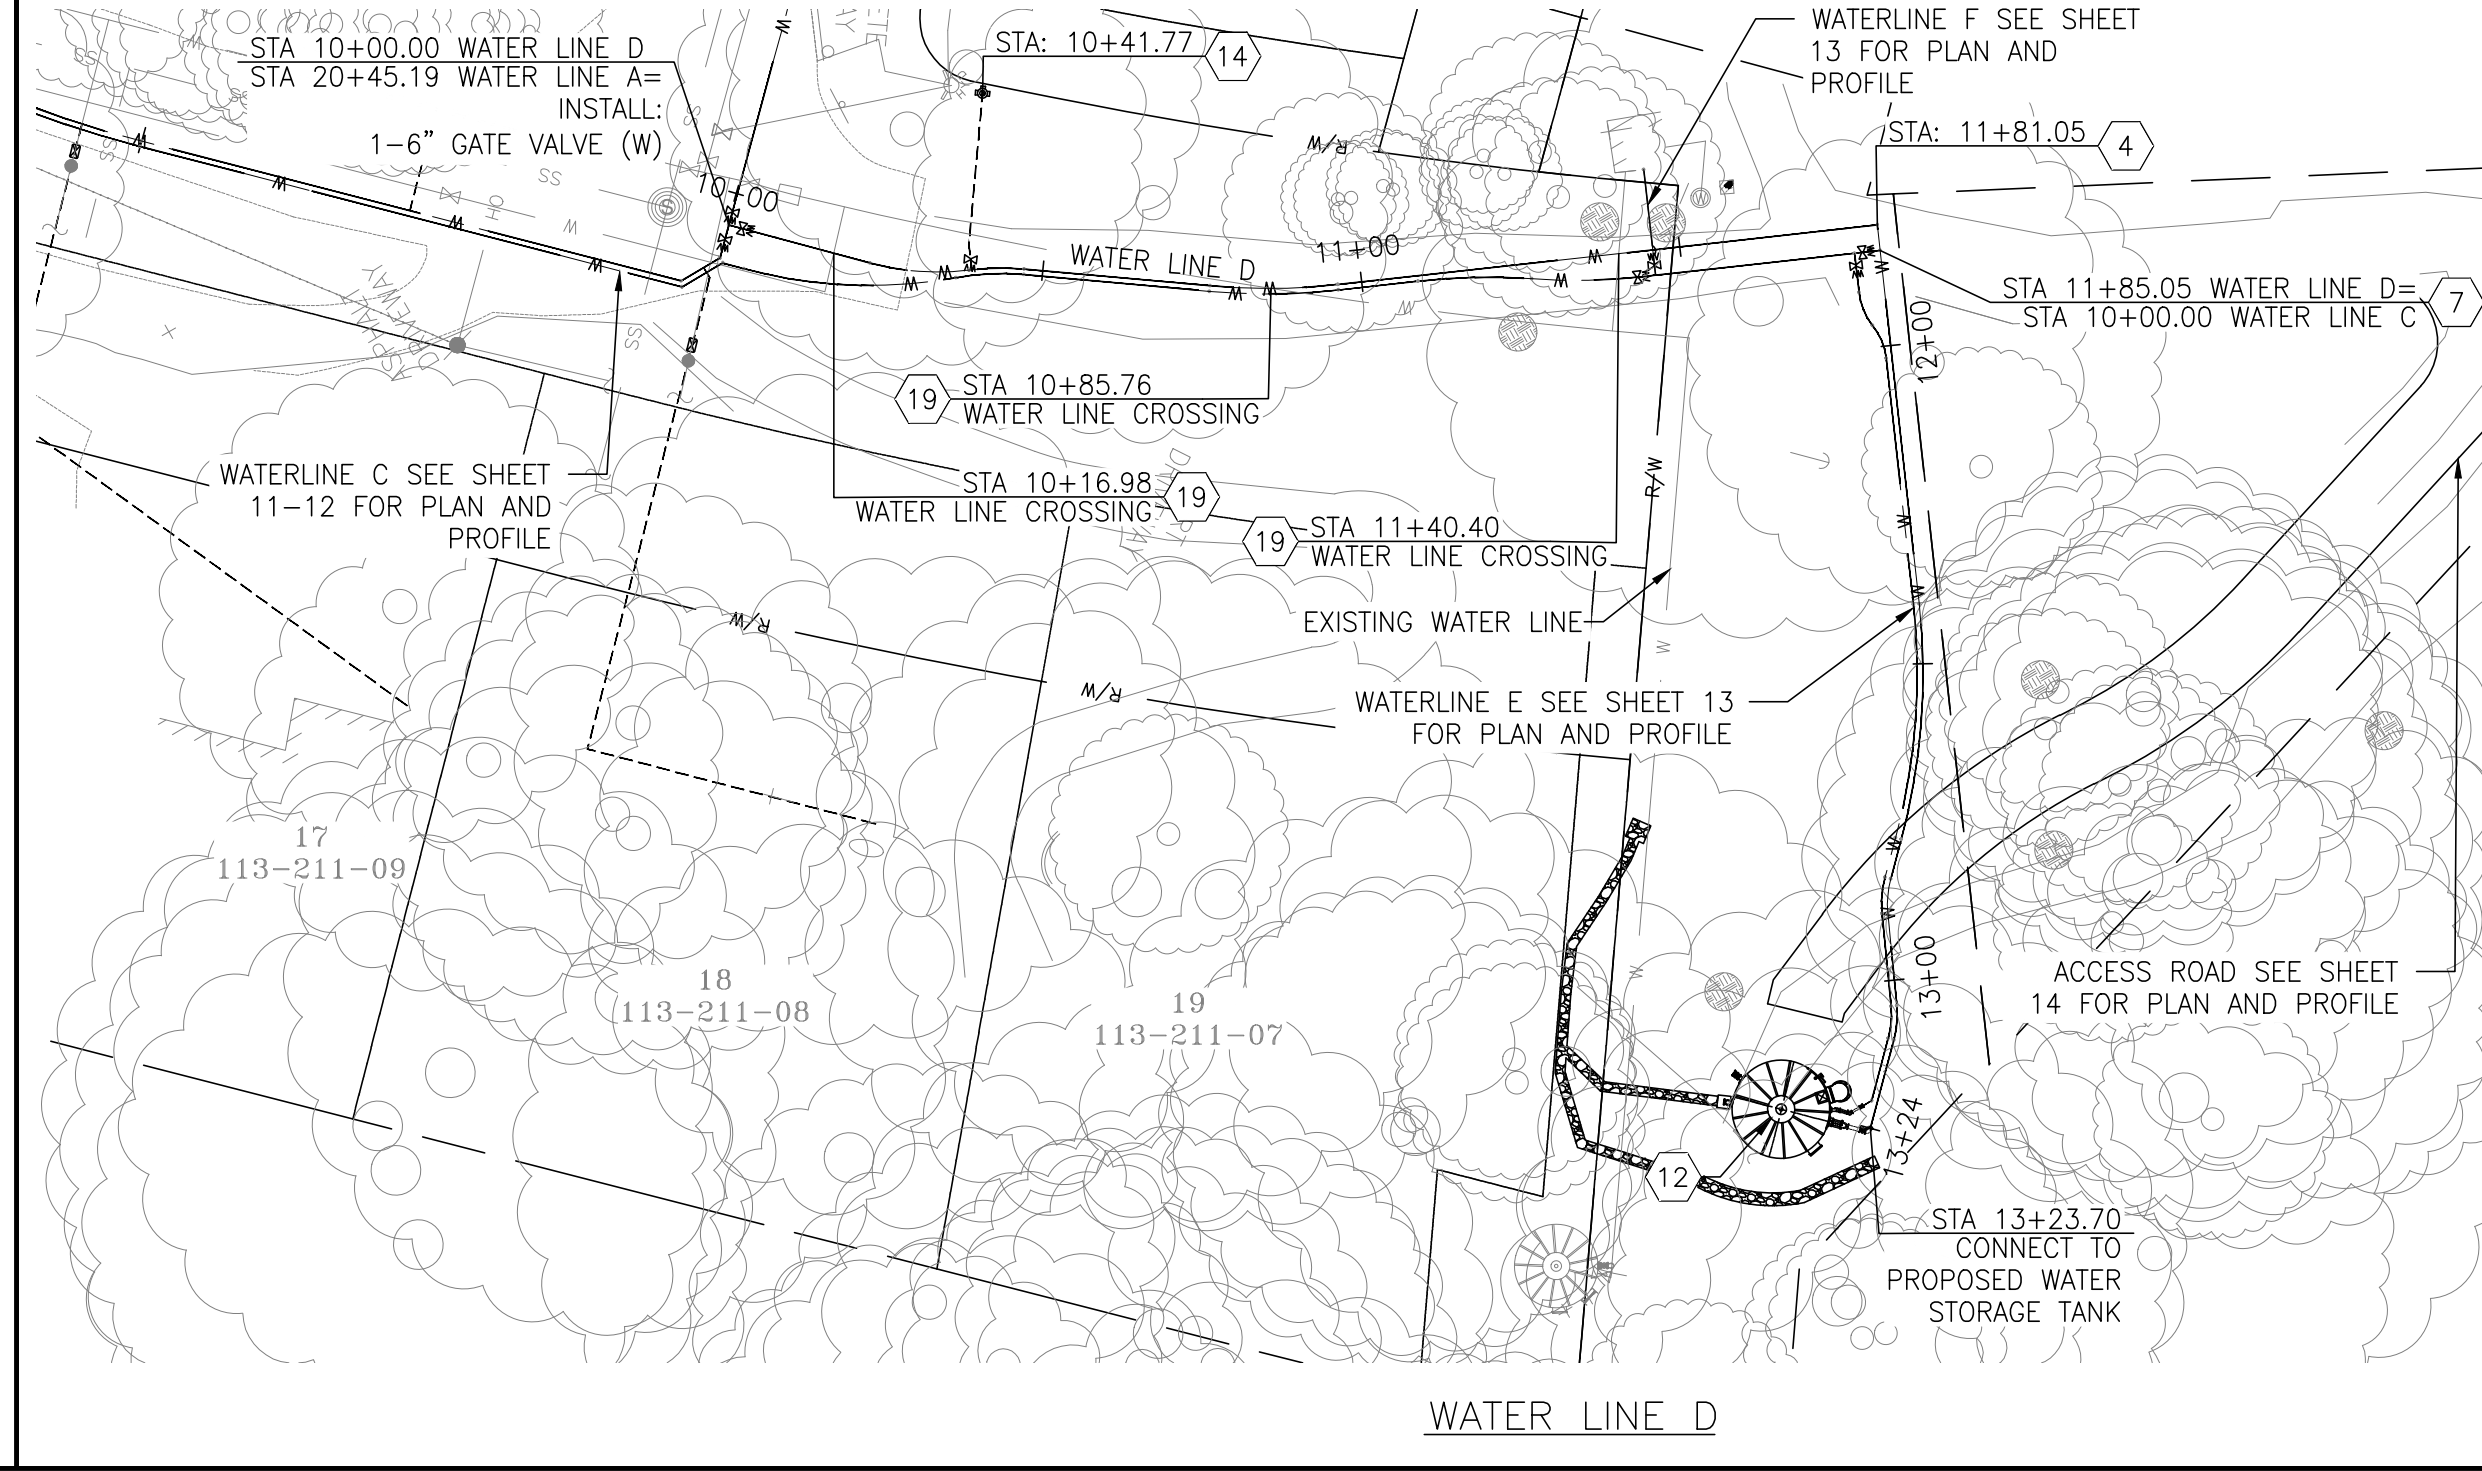 STA 10+00.00 WATER LINE D
STA 20+45.19 WATER LINE A=
INSTALL:
1-6" GATE VALVE (W)
STA: 10+41.77
14
WATERLINE F SEE SHEET
13 FOR PLAN AND
PROFILE
STA: 11+81.05
4
R/W
SS
SS
SS
SS
W
W
W
W
S
W
10+00
WATER LINE D
11+00
W
W
W
W
W
W
STA 11+85.05 WATER LINE D=
STA 10+00.00 WATER LINE C
7
12+00
19
STA 10+85.76
WATER LINE CROSSING
WATERLINE C SEE SHEET
11-12 FOR PLAN AND
PROFILE
STA 10+16.98
WATER LINE CROSSING
19
19
STA 11+40.40
WATER LINE CROSSING
R/W
EXISTING WATER LINE
R/W
R/W
W
W
W
WATERLINE E SEE SHEET 13
FOR PLAN AND PROFILE
17
113-211-09
W
W
W
18
113-211-08
19
113-211-07
13+00
ACCESS ROAD SEE SHEET
14 FOR PLAN AND PROFILE
13+24
12
STA 13+23.70
CONNECT TO
PROPOSED WATER
STORAGE TANK
WATER LINE D